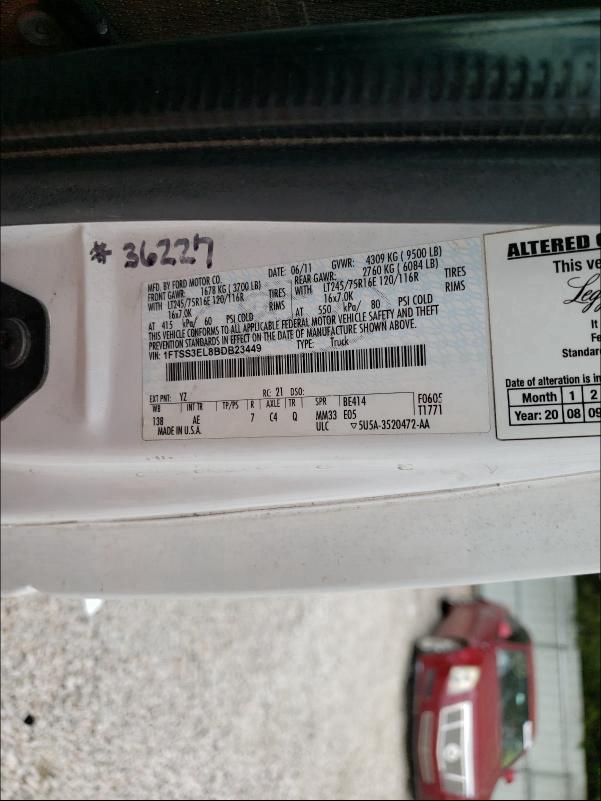 # 36227
MFD. BY FORD MOTOR CO.
DATE: 06/11 GVWR: 4309 KG ( 9500 LB)
FRONT GAWR: 1678 KG ( 3700 LB)
REAR GAWR: 2760 KG ( 6084 LB)
WITH LT245/75R16E 120/116R TIRES
WITH LT245/75R16E 120/116R TIRES
16x7.0K RIMS
16x7.0K RIMS
AT 415 kPa/ 60 PSI COLD
AT 550 kPa/ 80 PSI COLD
THIS VEHICLE CONFORMS TO ALL APPLICABLE FEDERAL MOTOR VEHICLE SAFETY AND THEFT
PREVENTION STANDARDS IN EFFECT ON THE DATE OF MANUFACTURE SHOWN ABOVE.
VIN: 1FTSS3EL8BDB23449 TYPE: Truck
EXT PNT: YZ RC: 21 DSO:
WB INT TR TP/PS R AXLE TR SPR BE414 F0605
138 AE 7 C4 Q MM33 E05 T1771
MADE IN U.S.A. ULC ▽5U5A-3520472-AA
ALTERED
This ve
It
Fe
Standar
Date of alteration is in
Month 1 2
Year: 20 08 09